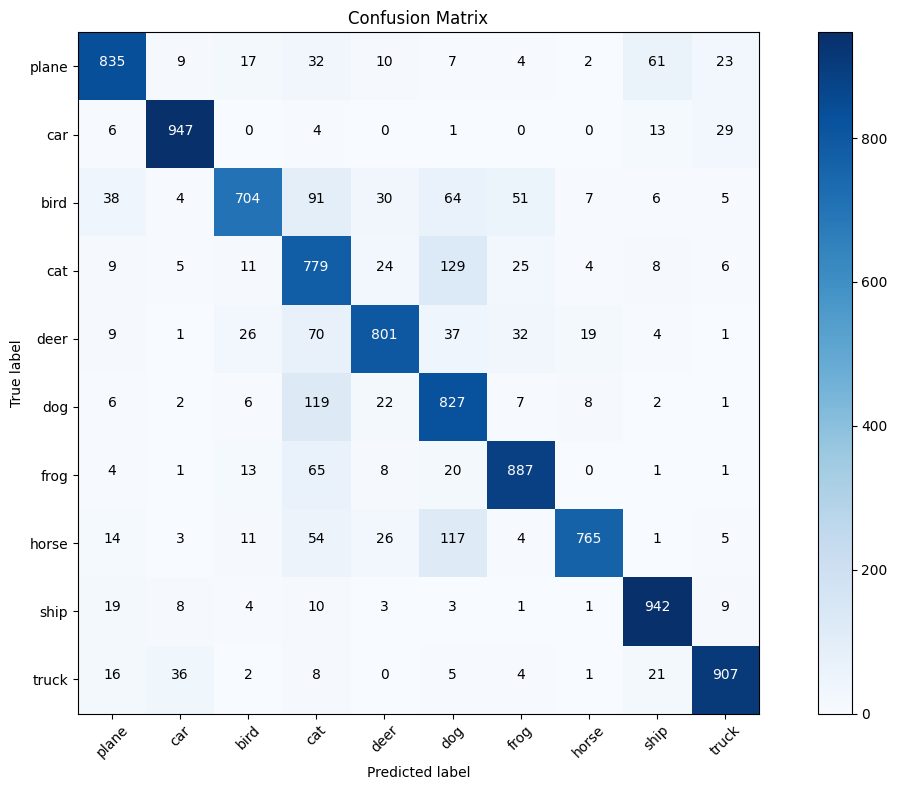 Confusion Matrix
plane 835 9 17 32 10 7 4 2 61 23
car 6 947 0 4 0 1 0 0 13 29
bird 38 4 704 91 30 64 51 7 6 5
cat 9 5 11 779 24 129 25 4 8 6
deer 9 1 26 70 801 37 32 19 4 1
dog 6 2 6 119 22 827 7 8 2 1
frog 4 1 13 65 8 20 887 0 1 1
horse 14 3 11 54 26 117 4 765 1 5
ship 19 8 4 10 3 3 1 1 942 9
truck 16 36 2 8 0 5 4 1 21 907
plane car bird cat deer dog frog horse ship truck
Predicted label
True label
800
600
400
200
0